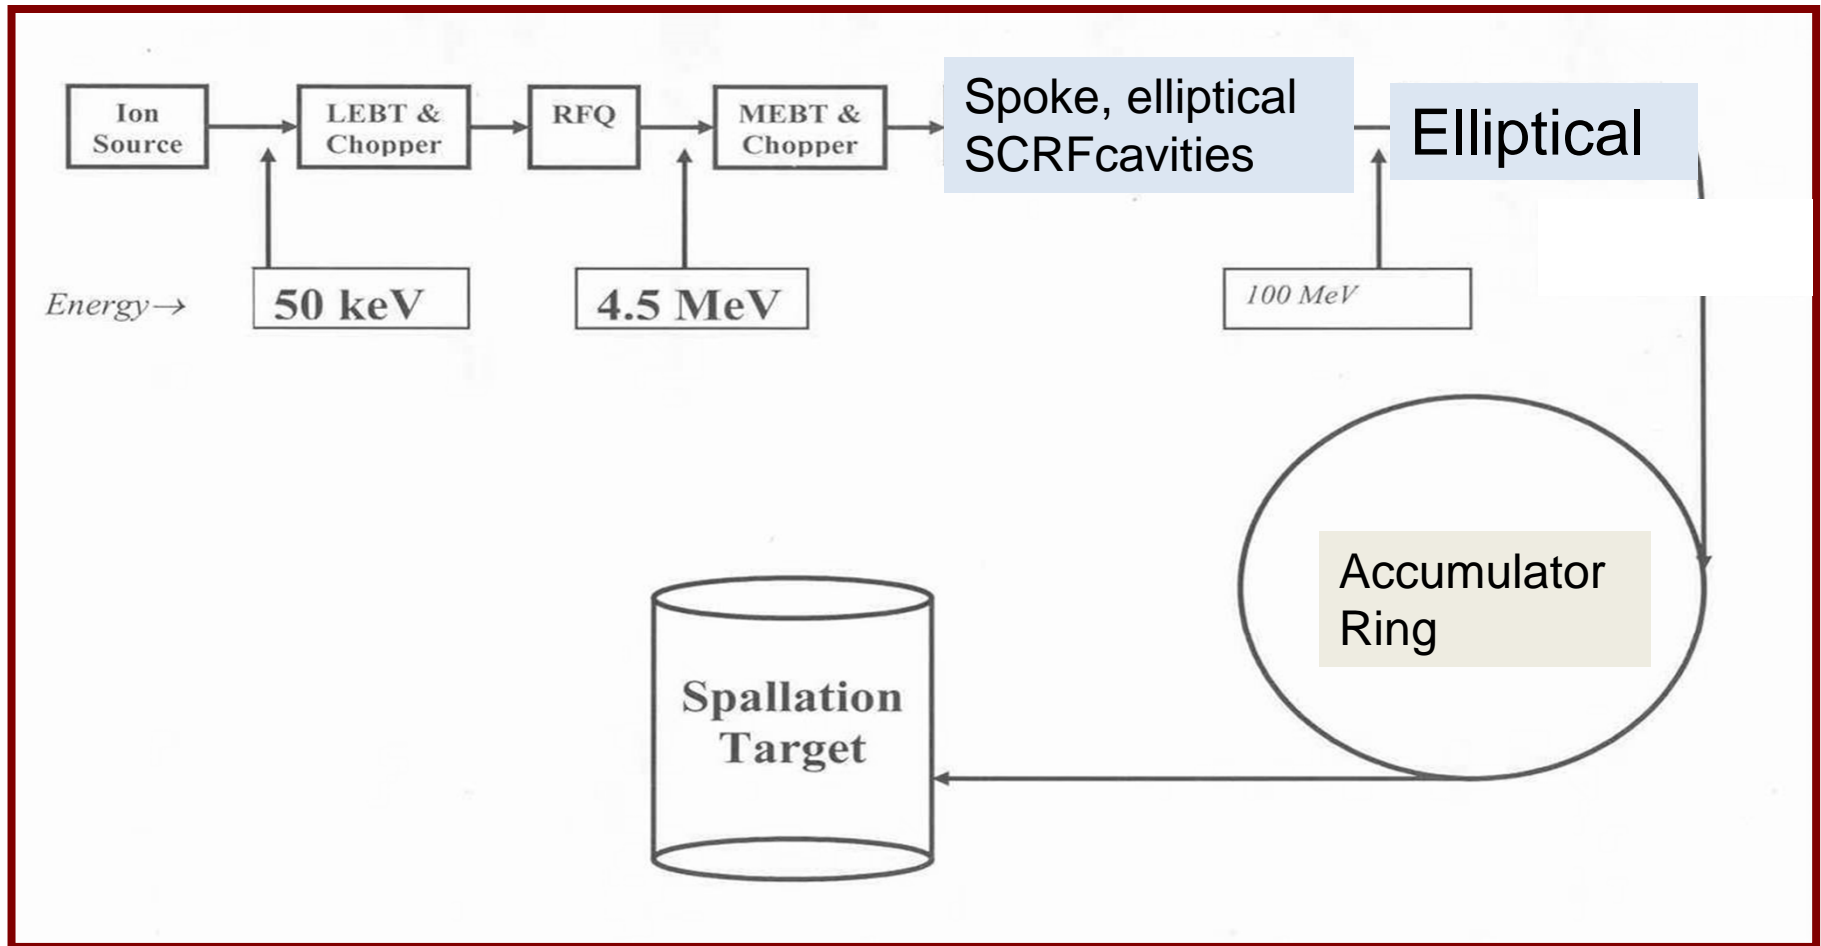 Ion
Source
LEBT &
Chopper
RFQ
MEBT &
Chopper
Spoke, elliptical
SCRFcavities
Elliptical
Energy→
50 keV
4.5 MeV
100 MeV
Accumulator
Ring
Spallation
Target